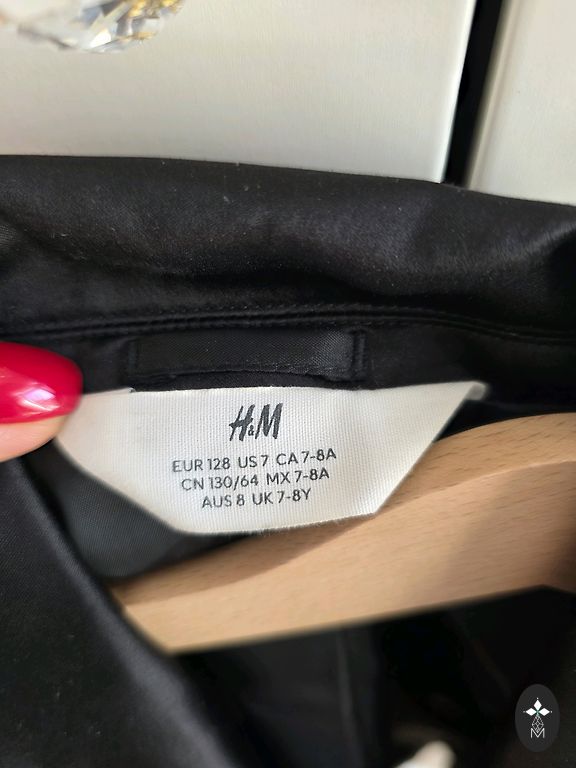 H&M
EUR 128 US 7 CA 7-8A
CN 130/64 MX 7-8A
AUS 8 UK 7-8Y
M